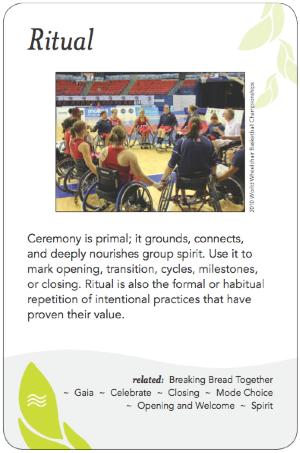 Ritual
2010 World Wheelchair Basketball Championships
Ceremony is primal; it grounds, connects,
and deeply nourishes group spirit. Use it to
mark opening, transition, cycles, milestones,
or closing. Ritual is also the formal or habitual
repetition of intentional practices that have
proven their value.
related: Breaking Bread Together
~ Gaia ~ Celebrate ~ Closing ~ Mode Choice
~ Opening and Welcome ~ Spirit